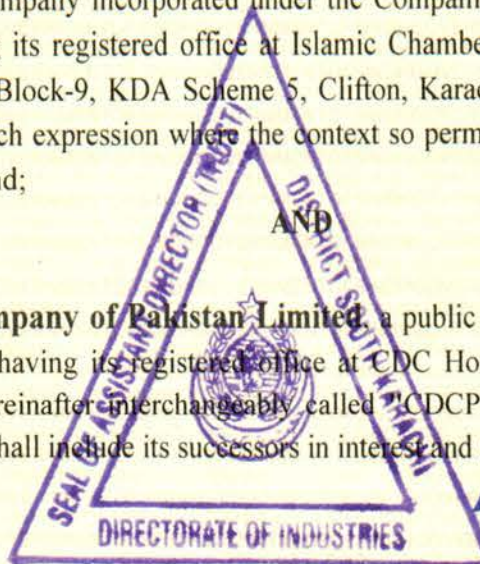 mpany incorporated under the Compan
its registered office at Islamic Chambe
Block-9, KDA Scheme 5, Clifton, Karac
ch expression where the context so perm
nd;
AND
mpany of Pakistan Limited, a public
having its registered office at CDC Ho
ereinafter interchangeably called "CDCP
hall include its successors in interest and
SEAL OF ASSISTANT DIRECTOR (TRUST)
DISTRICT SOUTH KARACHI
DIRECTORATE OF INDUSTRIES